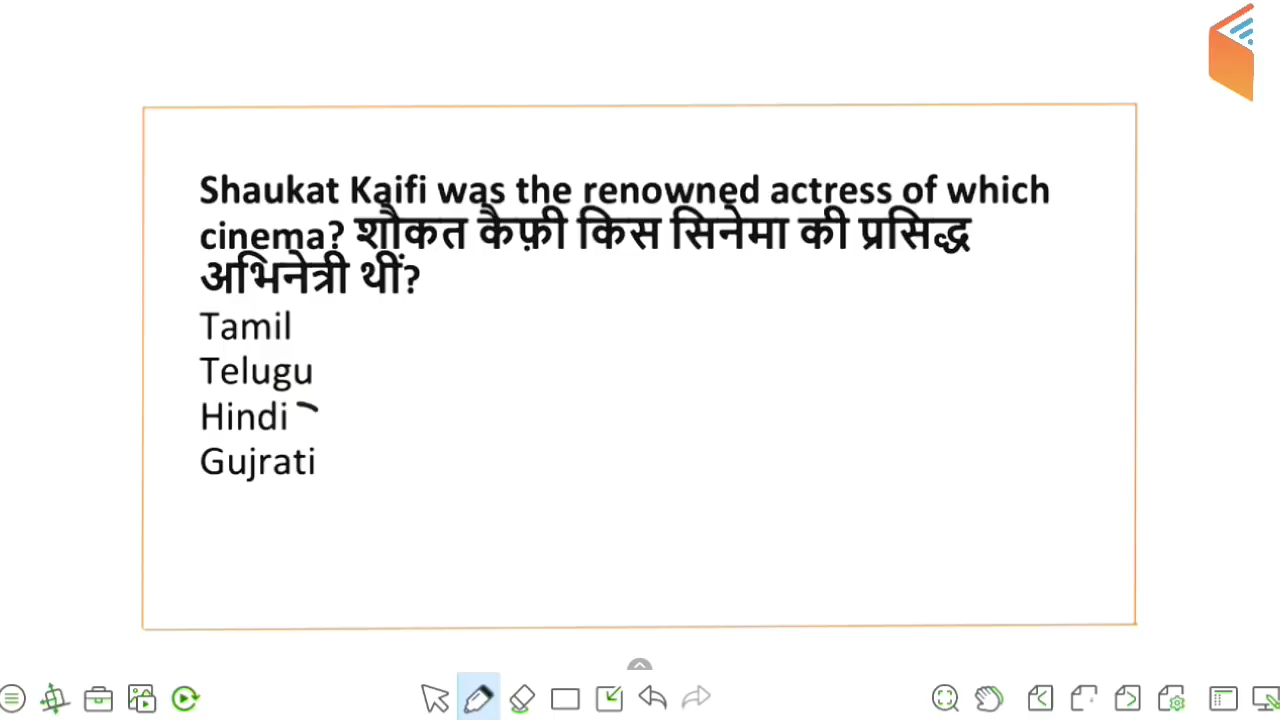 Shaukat Kaifi was the renowned actress of which
cinema? शौकत कैफ़ी किस सिनेमा की प्रसिद्ध
अभिनेत्री थीं?
Tamil
Telugu
Hindi
Gujrati